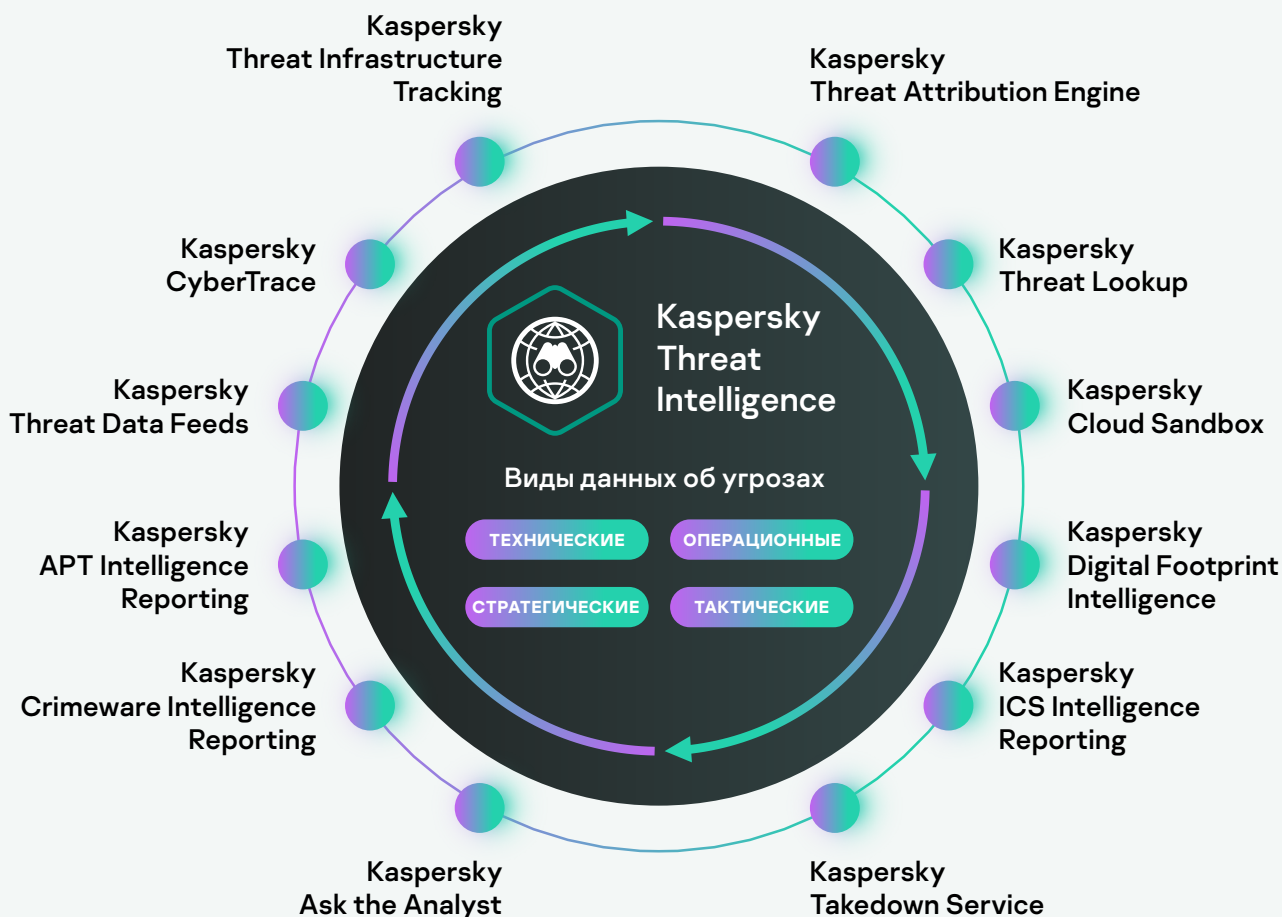 Kaspersky
Threat Infrastructure
Tracking
Kaspersky
Threat Attribution Engine
Kaspersky
CyberTrace
Kaspersky
Threat Lookup
Kaspersky
Threat Data Feeds
Kaspersky
Cloud Sandbox
Kaspersky
APT Intelligence
Reporting
Kaspersky
Digital Footprint
Intelligence
Kaspersky
Crimeware Intelligence
Reporting
Kaspersky
ICS Intelligence
Reporting
Kaspersky
Ask the Analyst
Kaspersky
Takedown Service
Kaspersky
Threat
Intelligence
Виды данных об угрозах
ТЕХНИЧЕСКИЕ
ОПЕРАЦИОННЫЕ
СТРАТЕГИЧЕСКИЕ
ТАКТИЧЕСКИЕ